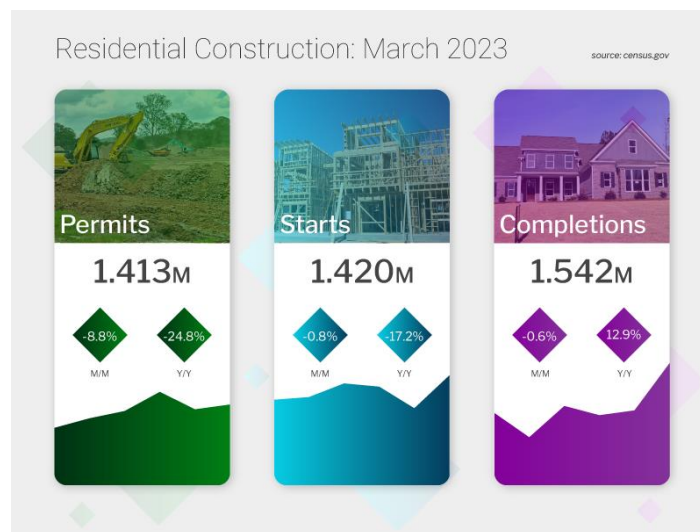 Residential Construction: March 2023
source: census.gov
Permits
1.413M
-8.8%
-24.8%
M/M
Y/Y
Starts
1.420M
-0.8%
-17.2%
M/M
Y/Y
Completions
1.542M
-0.6%
12.9%
M/M
Y/Y